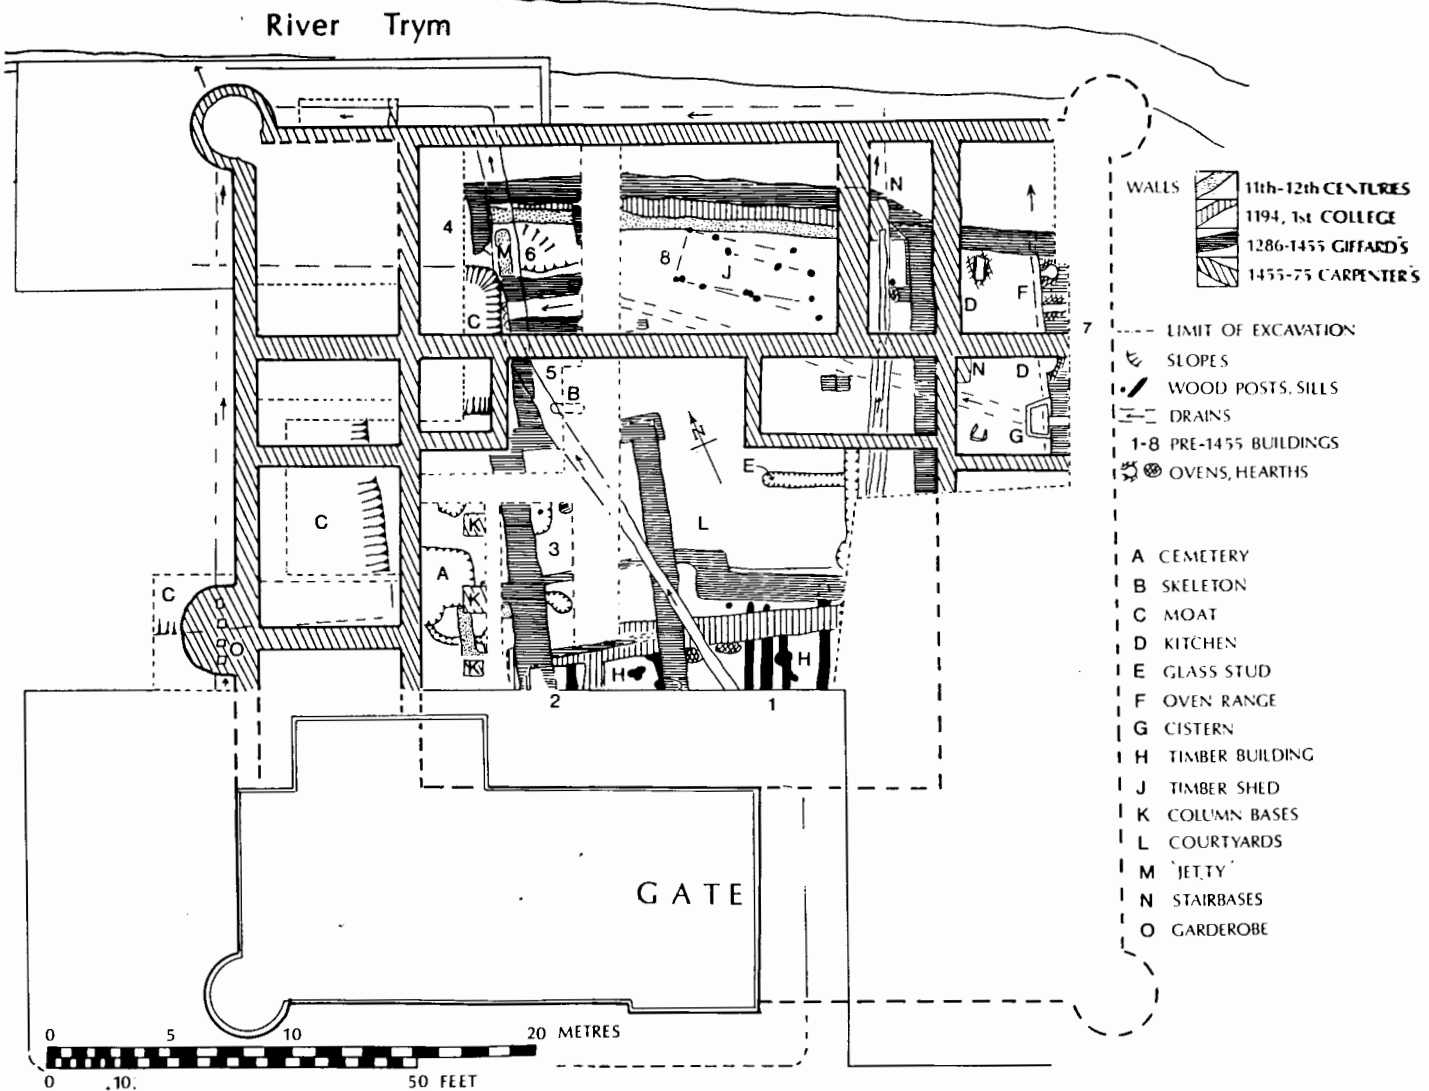 River Trym
N
4
N
M
6
8
J
C
D
F
7
5
B
N
D
N
G
E
C
K
3
L
A
C
K
O
K
H
H
2
1
GATE
WALLS
11th-12th CENTURIES
1194, 1st COLLEGE
1286-1455 GIFFARD'S
1455-75 CARPENTER'S
LIMIT OF EXCAVATION
SLOPES
WOOD POSTS, SILLS
DRAINS
1-8 PRE-1455 BUILDINGS
OVENS, HEARTHS
A CEMETERY
B SKELETON
C MOAT
D KITCHEN
E GLASS STUD
F OVEN RANGE
G CISTERN
H TIMBER BUILDING
J TIMBER SHED
K COLUMN BASES
L COURTYARDS
M 'JETTY'
N STAIRBASES
O GARDEROBE
0 5 10 20 METRES
0 10 50 FEET